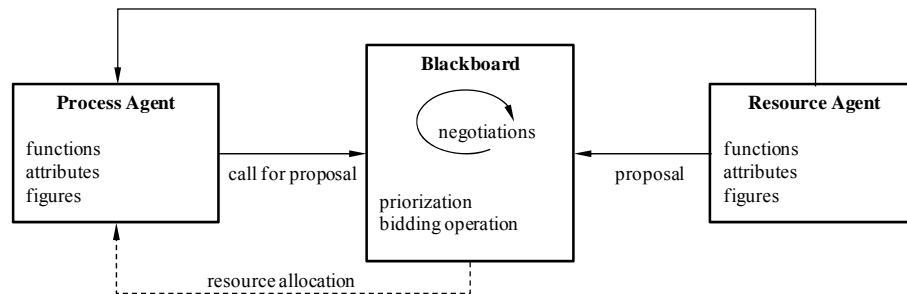 Blackboard
Process Agent
Resource Agent
negotiations
functions
attributes
figures
call for proposal
proposal
functions
attributes
figures
priorization
bidding operation
resource allocation